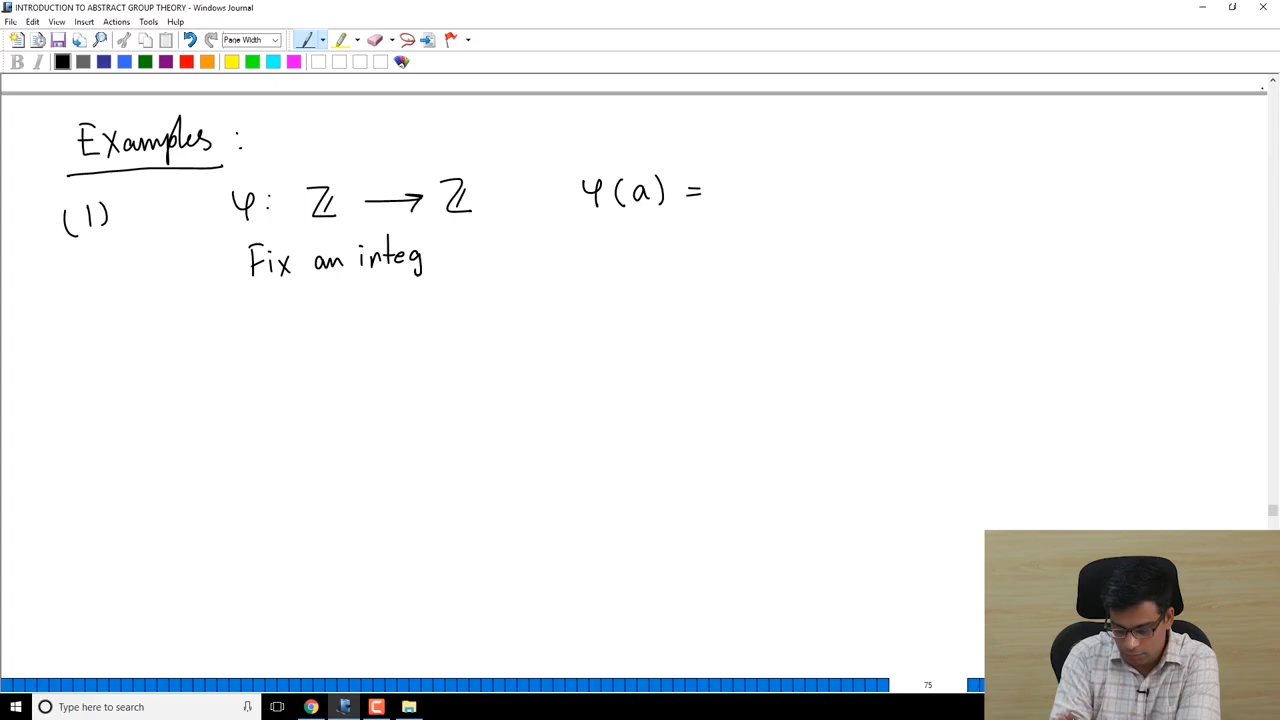 INTRODUCTION TO ABSTRACT GROUP THEORY - Windows Journal
File Edit View Insert Actions Tools Help
Page Width
B I
Examples :
(1) φ: ℤ → ℤ φ(a) =
Fix an integ
75
Type here to search